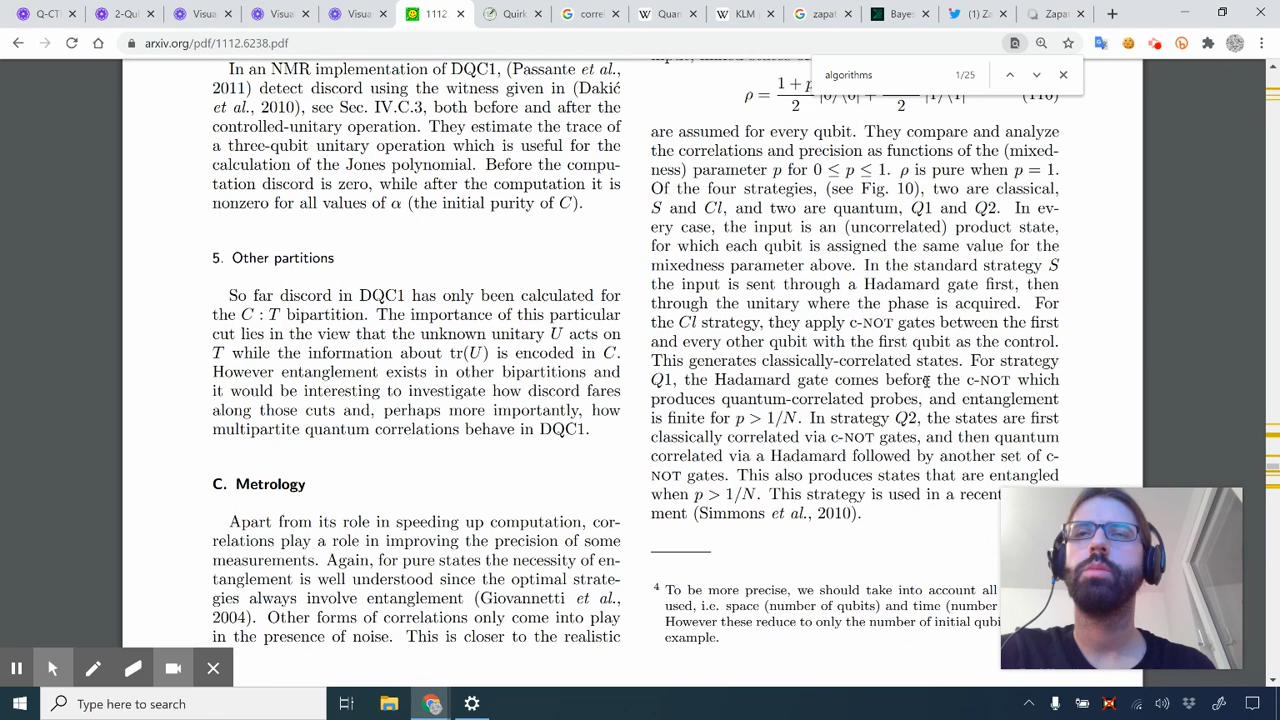 Q-CT
2-Qui
Visua
Visua
Visua
1112.
Quirk
correl
Quan
KLM
zapat
Bayes
(1) Za
Zapat
arxiv.org/pdf/1112.6238.pdf
algorithms
1/25
In an NMR implementation of DQC1, (Passante et al.,
2011) detect discord using the witness given in (Dakić
et al., 2010), see Sec. IV.C.3, both before and after the
controlled-unitary operation. They estimate the trace of
a three-qubit unitary operation which is useful for the
calculation of the Jones polynomial. Before the compu-
tation discord is zero, while after the computation it is
nonzero for all values of α (the initial purity of C).
5. Other partitions
So far discord in DQC1 has only been calculated for
the C : T bipartition. The importance of this particular
cut lies in the view that the unknown unitary U acts on
T while the information about tr(U) is encoded in C.
However entanglement exists in other bipartitions and
it would be interesting to investigate how discord fares
along those cuts and, perhaps more importantly, how
multipartite quantum correlations behave in DQC1.
C. Metrology
Apart from its role in speeding up computation, cor-
relations play a role in improving the precision of some
measurements. Again, for pure states the necessity of en-
tanglement is well understood since the optimal strate-
gies always involve entanglement (Giovannetti et al.,
2004). Other forms of correlations only come into play
in the presence of noise. This is closer to the realistic
are assumed for every qubit. They compare and analyze
the correlations and precision as functions of the (mixed-
ness) parameter p for 0 ≤ p ≤ 1. ρ is pure when p = 1.
Of the four strategies, (see Fig. 10), two are classical,
S and Cl, and two are quantum, Q1 and Q2. In ev-
ery case, the input is an (uncorrelated) product state,
for which each qubit is assigned the same value for the
mixedness parameter above. In the standard strategy S
the input is sent through a Hadamard gate first, then
through the unitary where the phase is acquired. For
the Cl strategy, they apply c-NOT gates between the first
and every other qubit with the first qubit as the control.
This generates classically-correlated states. For strategy
Q1, the Hadamard gate comes before the c-NOT which
produces quantum-correlated probes, and entanglement
is finite for p > 1/N. In strategy Q2, the states are first
classically correlated via c-NOT gates, and then quantum
correlated via a Hadamard followed by another set of c-
NOT gates. This also produces states that are entangled
when p > 1/N. This strategy is used in a recent
ment (Simmons et al., 2010).
4 To be more precise, we should take into account all
used, i.e. space (number of qubits) and time (number
However these reduce to only the number of initial qubi
example.
Type here to search